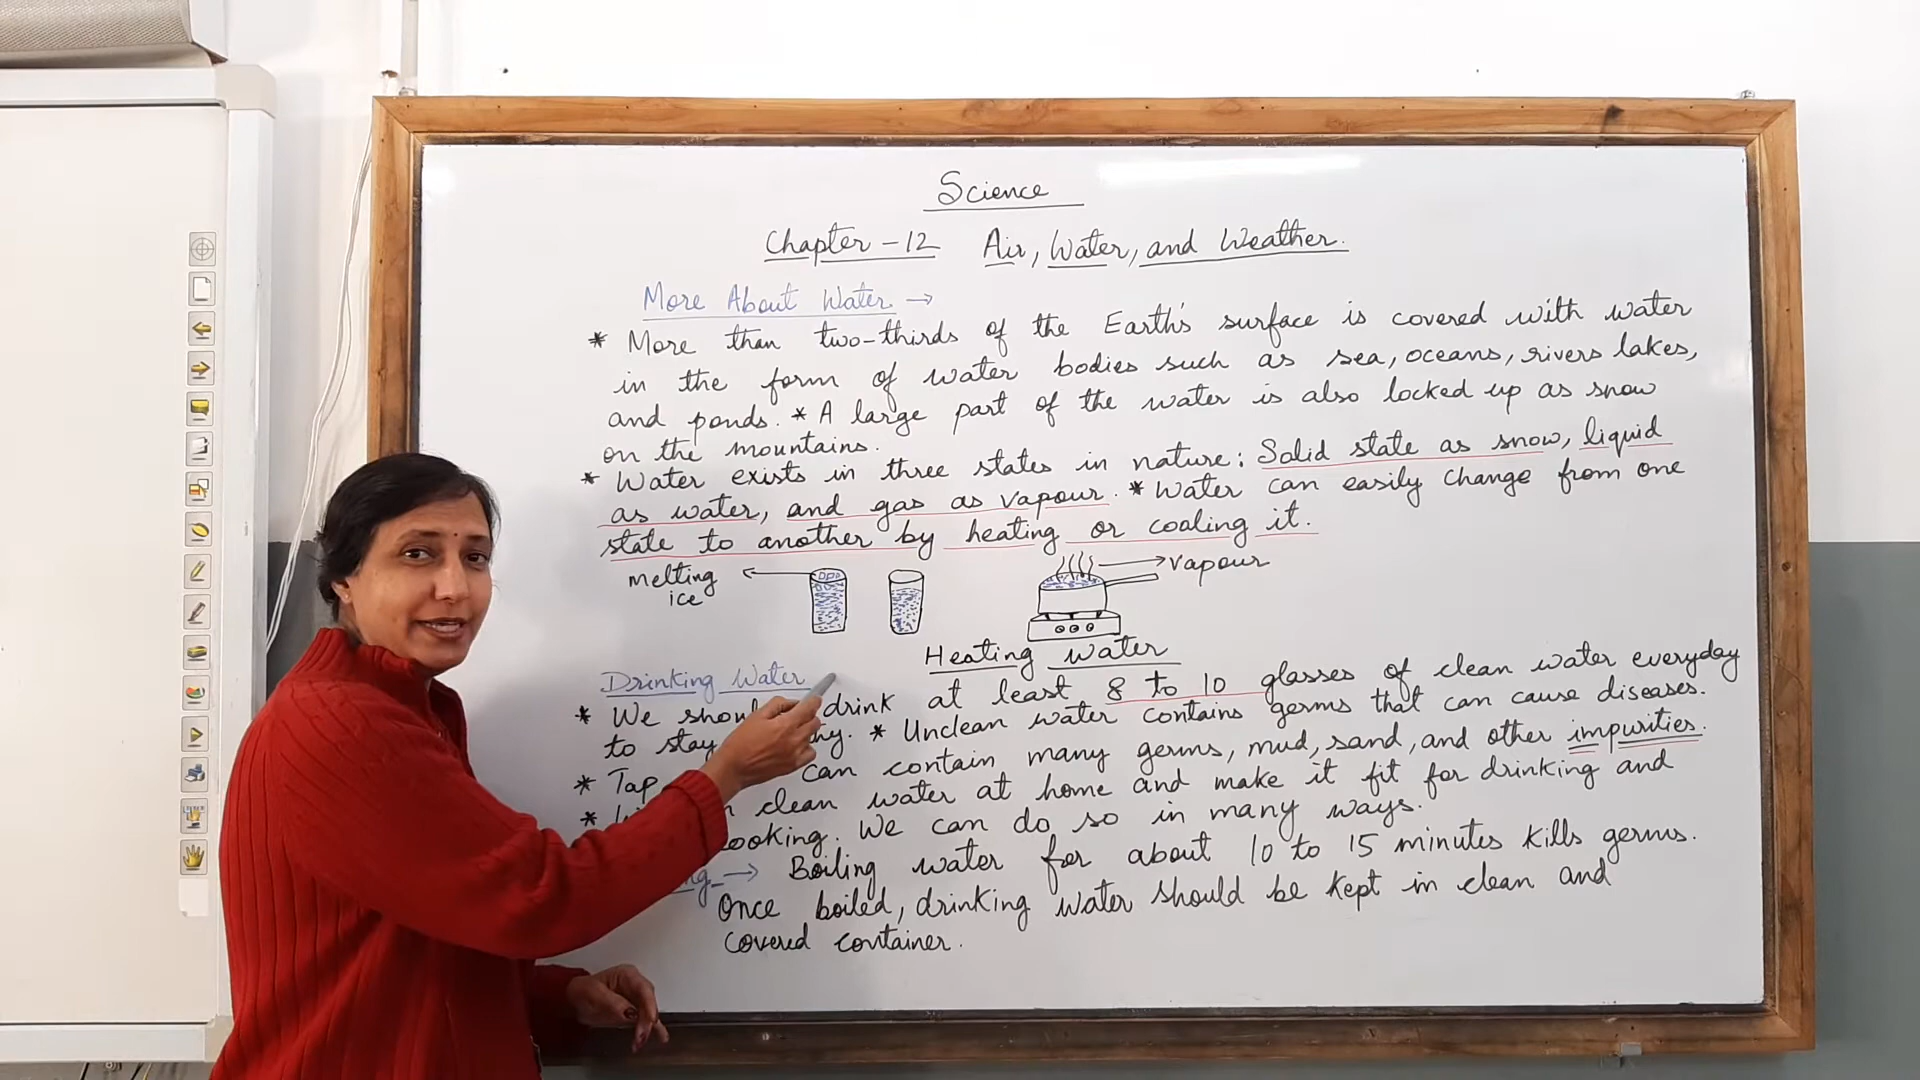 Science
Chapter - 12 Air, Water, and Weather.
More About Water →
* More than two-thirds of the Earth's surface is covered with water
in the form of water bodies such as sea, oceans, rivers lakes,
and ponds. * A large part of the water is also locked up as snow
on the mountains.
* Water exists in three states in nature: Solid state as snow, liquid
as water, and gas as vapour. * Water can easily change from one
state to another by heating or cooling it.
melting
ice
vapour
Heating water
Drinking Water
* We drink at least 8 to 10 glasses of clean water everyday
to stay * Unclean water contains germs that can cause diseases.
* Tap can contain many germs, mud, sand, and other impurities.
* clean water at home and make it fit for drinking and
cooking. We can do so in many ways.
→ Boiling water for about 10 to 15 minutes kills germs.
Once boiled, drinking water should be kept in clean and
covered container.